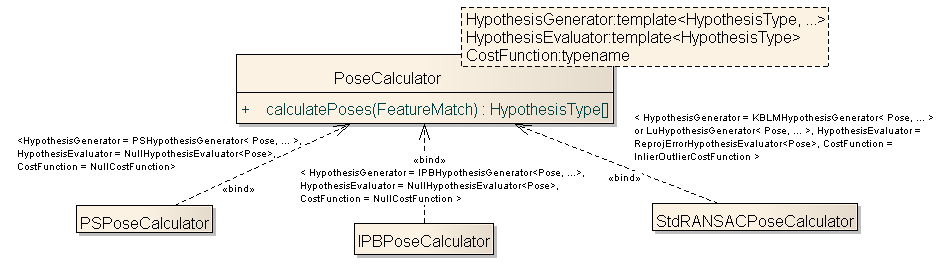 HypothesisGenerator:template<HypothesisType, ...>
HypothesisEvaluator:template<HypothesisType>
CostFunction:typename
PoseCalculator
+ calculatePoses(FeatureMatch) : HypothesisType[]
<HypothesisGenerator = PSHypothesisGenerator< Pose, ... >,
HypothesisEvaluator = NullHypothesisEvaluator<Pose>,
CostFunction = NullCostFunction>
«bind»
< HypothesisGenerator = IPBHypothesisGenerator<Pose, ...>,
HypothesisEvaluator = NullHypothesisEvaluator<Pose>,
CostFunction = NullCostFunction >
«bind»
< HypothesisGenerator = KBLMHypothesisGenerator< Pose, ... >
or LuHypothesisGenerator< Pose, ... >, HypothesisEvaluator =
ReprojErrorHypothesisEvaluator<Pose>, CostFunction =
InlierOutlierCostFunction >
«bind»
PSPoseCalculator
IPBPoseCalculator
StdRANSACPoseCalculator